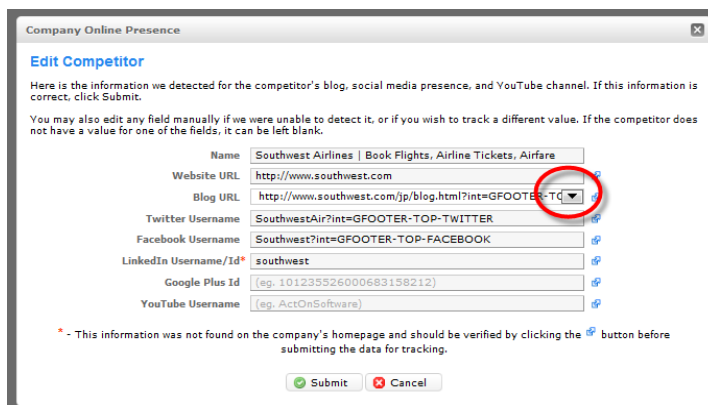 Company Online Presence
Edit Competitor
Here is the information we detected for the competitor's blog, social media presence, and YouTube channel. If this information is
correct, click Submit.
You may also edit any field manually if we were unable to detect it, or if you wish to track a different value. If the competitor does
not have a value for one of the fields, it can be left blank.
Name Southwest Airlines | Book Flights, Airline Tickets, Airfare
Website URL http://www.southwest.com
Blog URL http://www.southwest.com/jp/blog.html?int=GFOOTER-TO
Twitter Username SouthwestAir?int=GFOOTER-TOP-TWITTER
Facebook Username Southwest?int=GFOOTER-TOP-FACEBOOK
LinkedIn Username/Id* southwest
Google Plus Id (eg. 101235526000683158212)
YouTube Username (eg. ActOnSoftware)
* - This information was not found on the company's homepage and should be verified by clicking the button before
submitting the data for tracking.
Submit Cancel